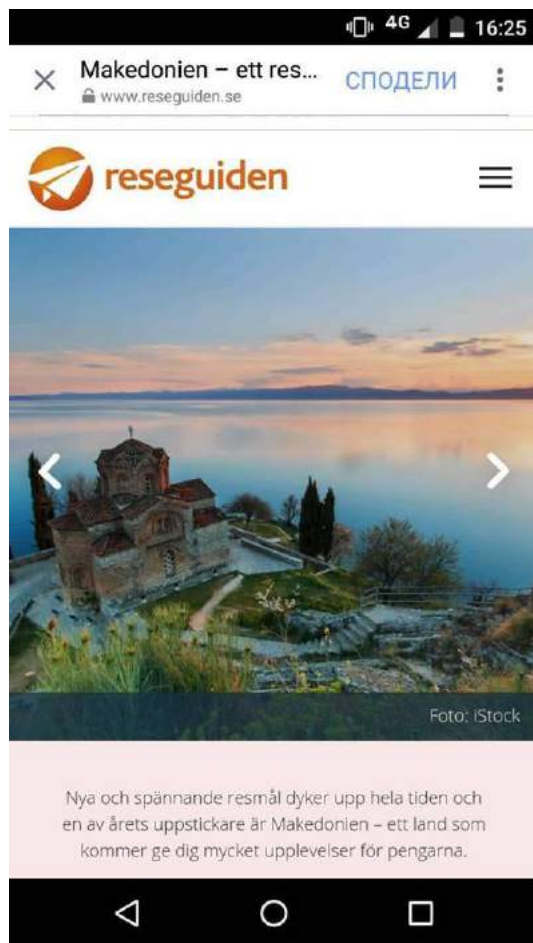 4G 16:25
Makedonien – ett res...
СПОДЕЛИ
www.reseguiden.se
reseguiden
Foto: iStock
Nya och spännande resmål dyker upp hela tiden och
en av årets uppstickare är Makedonien – ett land som
kommer ge dig mycket upplevelser för pengarna.